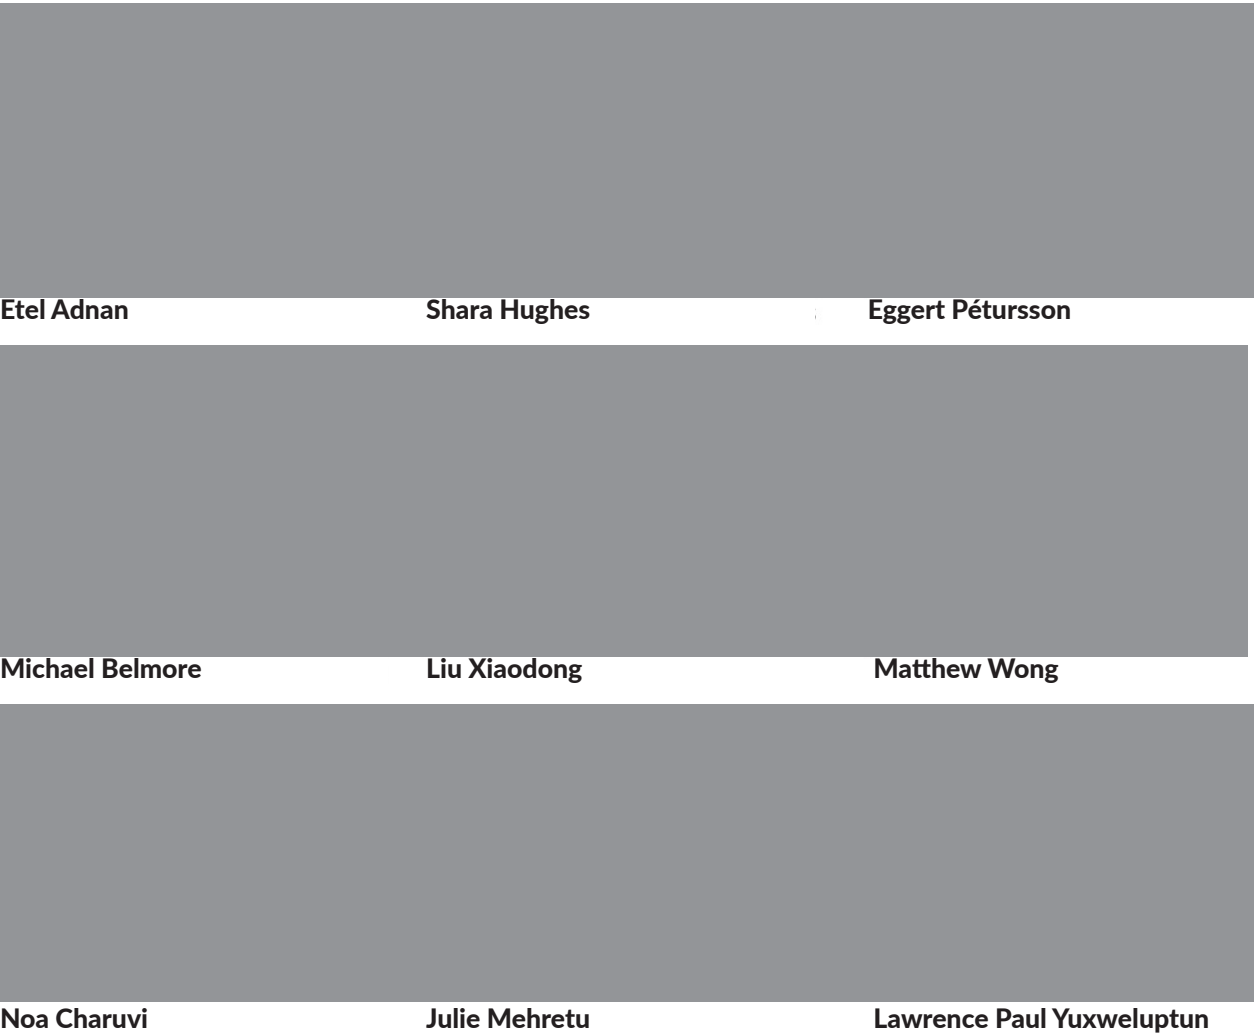 Etel Adnan Shara Hughes Eggert Pétursson
Michael Belmore Liu Xiaodong Matthew Wong
Noa Charuvi Julie Mehretu Lawrence Paul Yuxweluptun